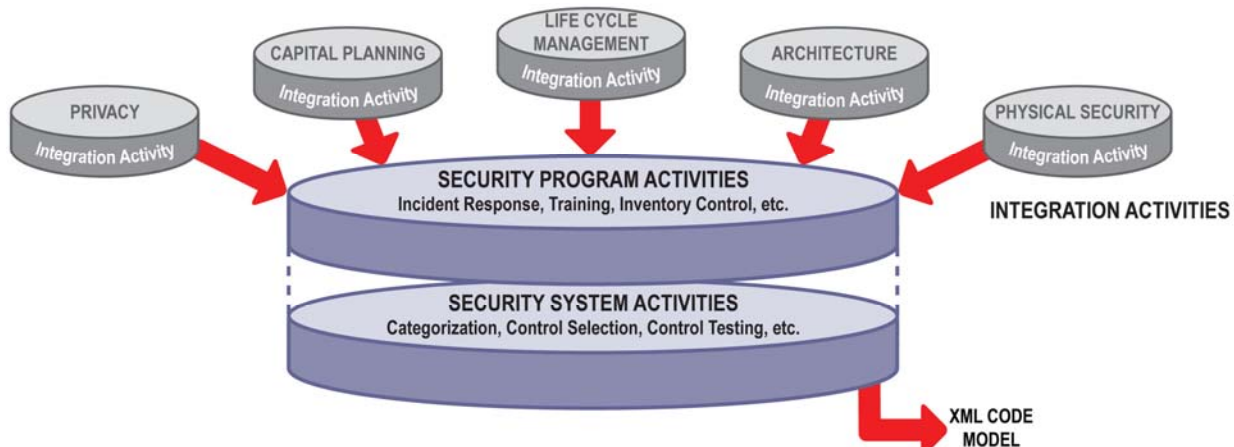 LIFE CYCLE
MANAGEMENT
Integration Activity
CAPITAL PLANNING
Integration Activity
ARCHITECTURE
Integration Activity
PRIVACY
Integration Activity
PHYSICAL SECURITY
Integration Activity
SECURITY PROGRAM ACTIVITIES
Incident Response, Training, Inventory Control, etc.
INTEGRATION ACTIVITIES
SECURITY SYSTEM ACTIVITIES
Categorization, Control Selection, Control Testing, etc.
XML CODE
MODEL